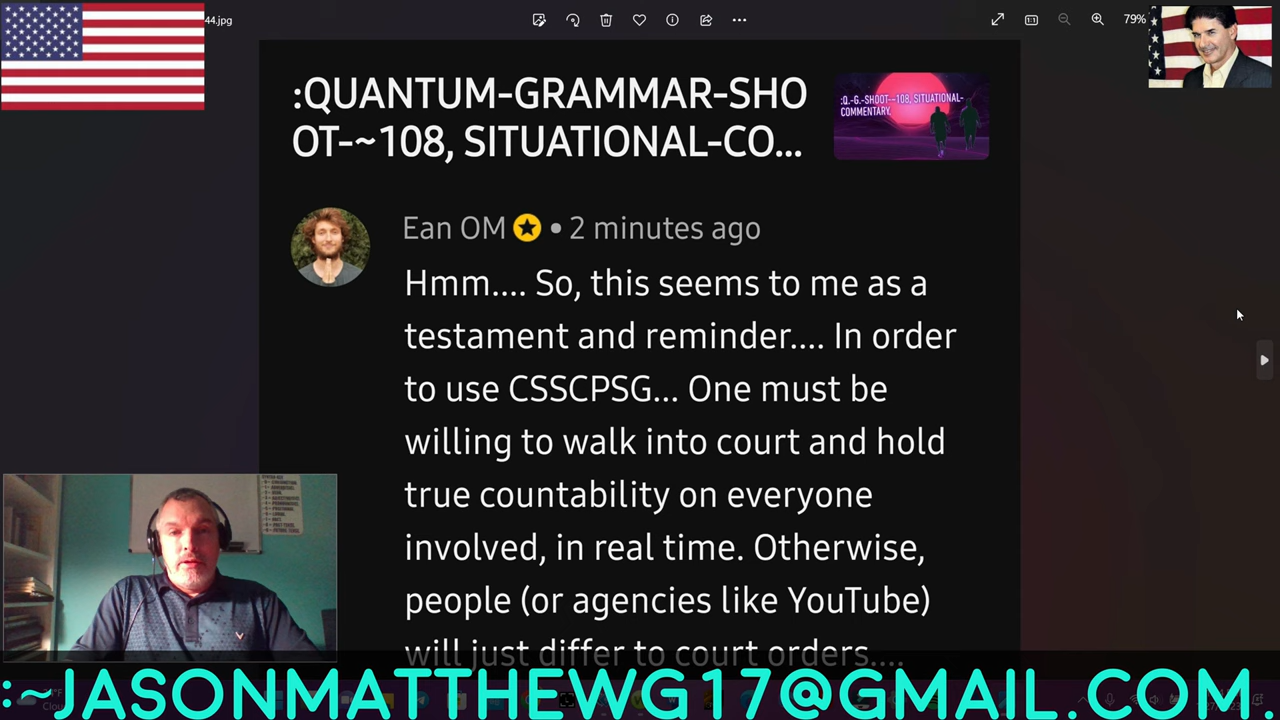 44.jpg
79%
:QUANTUM-GRAMMAR-SHO
OT-~108, SITUATIONAL-CO...
:Q.-G.-SHOOT-~108, SITUATIONAL-
COMMENTARY.
Ean OM • 2 minutes ago
Hmm.... So, this seems to me as a
testament and reminder.... In order
to use CSSCPSG... One must be
willing to walk into court and hold
true countability on everyone
involved, in real time. Otherwise,
people (or agencies like YouTube)
will just differ to court orders....
:~JASONMATTHEWG17@GMAIL.COM.